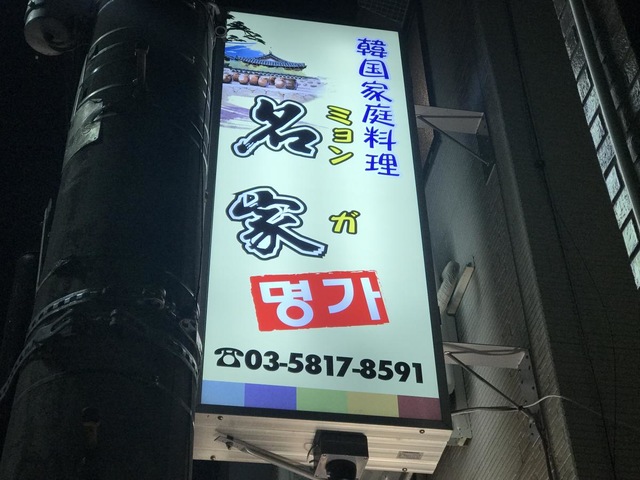 韓国家庭料理
ミョンガ
名家
명가
☎03-5817-8591